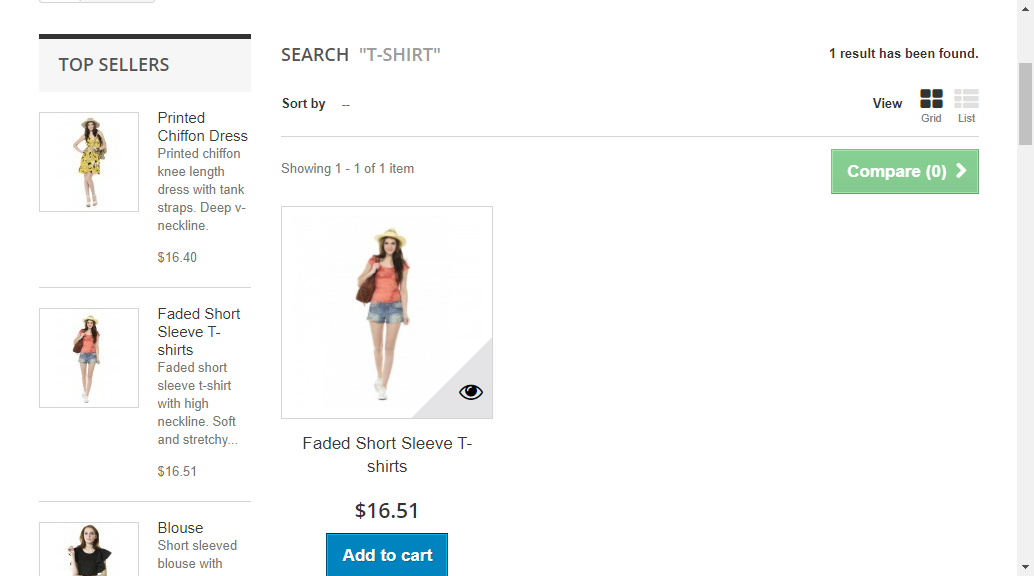 TOP SELLERS
Printed
Chiffon Dress
Printed chiffon
knee length
dress with tank
straps. Deep v-
neckline.
$16.40
Faded Short
Sleeve T-
shirts
Faded short
sleeve t-shirt
with high
neckline. Soft
and stretchy...
$16.51
Blouse
Short sleeved
blouse with
SEARCH "T-SHIRT"
1 result has been found.
Sort by --
View
Grid List
Showing 1 - 1 of 1 item
Compare (0)
Faded Short Sleeve T-
shirts
$16.51
Add to cart